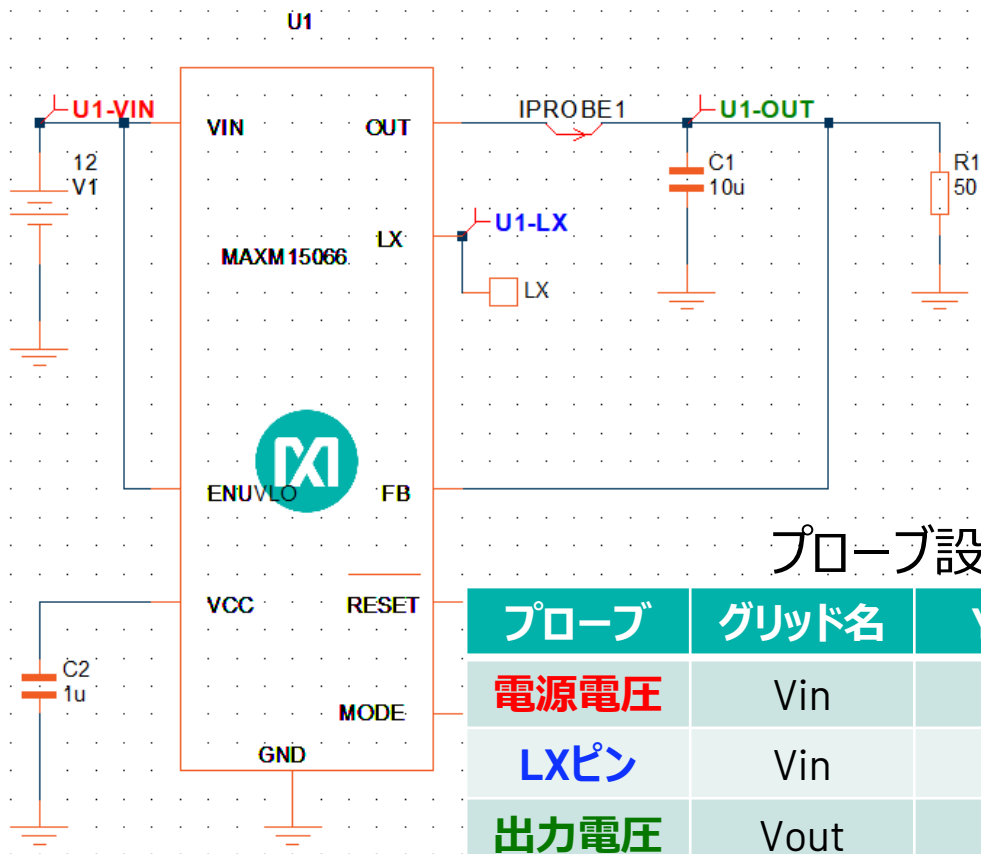 U1
U1-VIN
VIN
OUT
IPROBE1
U1-OUT
12
V1
C1
10u
R1
50
LX
U1-LX
MAXM15066
LX
ENUVLO
FB
VCC
RESET
C2
1u
MODE
GND
プローブ設
プローブ グリッド名
電源電圧 Vin
LXピン Vin
出力電圧 Vout